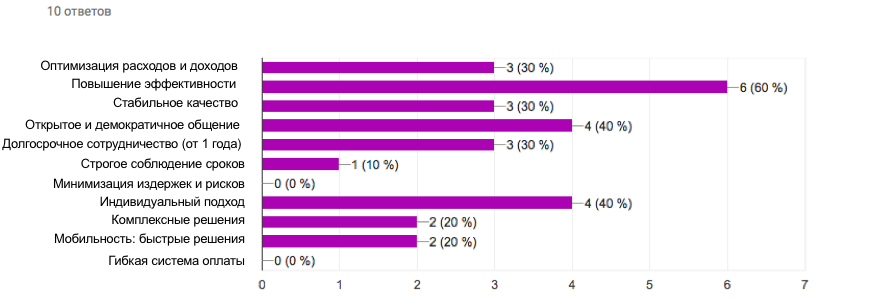 10 ответов
Оптимизация расходов и доходов 3 (30 %)
Повышение эффективности 6 (60 %)
Стабильное качество 3 (30 %)
Открытое и демократичное общение 4 (40 %)
Долгосрочное сотрудничество (от 1 года) 3 (30 %)
Строгое соблюдение сроков 1 (10 %)
Минимизация издержек и рисков 0 (0 %)
Индивидуальный подход 4 (40 %)
Комплексные решения 2 (20 %)
Мобильность: быстрые решения 2 (20 %)
Гибкая система оплаты 0 (0 %)
0 1 2 3 4 5 6 7